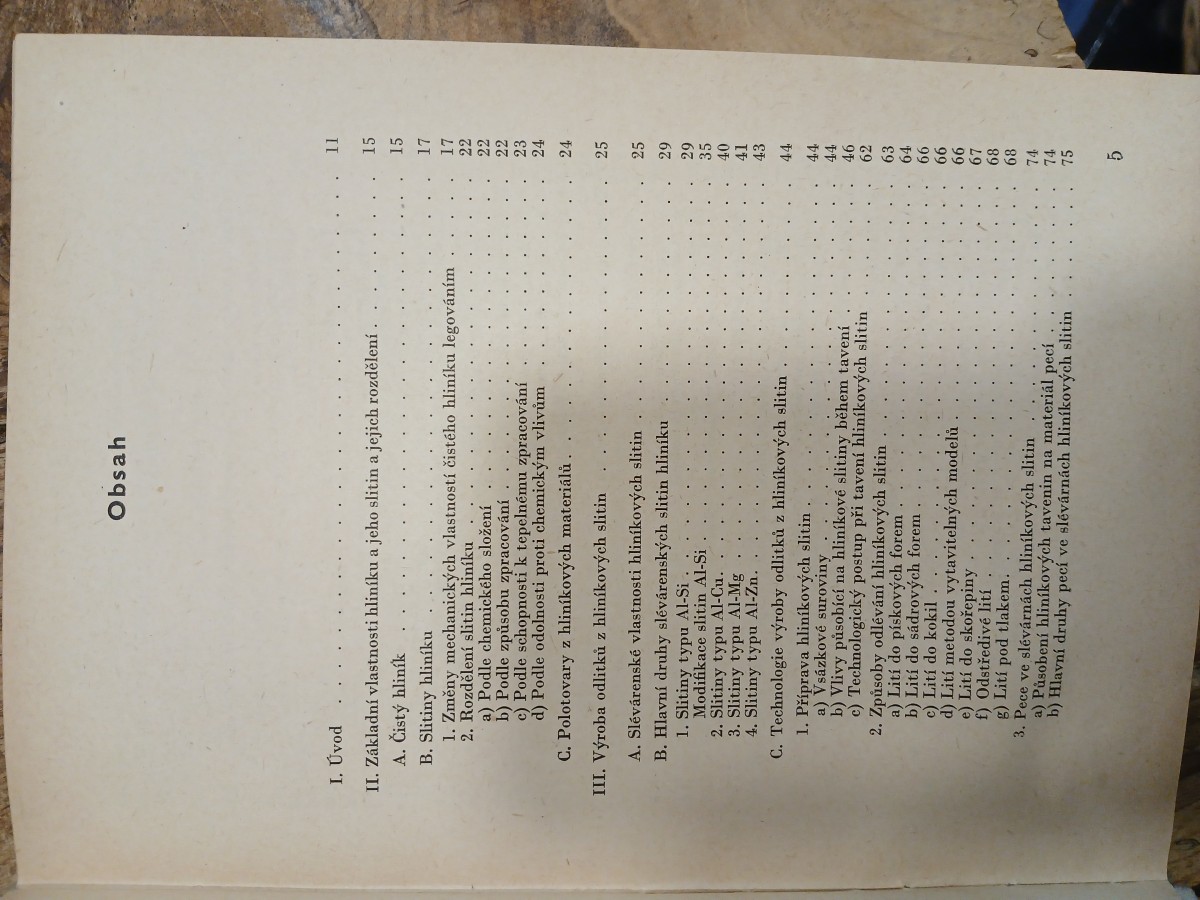 Obsah
I. Úvod . . . . . . . . . . . . . . . . . . 11
II. Základní vlastnosti hliníku a jeho slitin a jejich rozdělení . . . . . . 15
A. Čistý hliník . . . . . . . . . . . . . . . . 15
B. Slitiny hliníku . . . . . . . . . . . . . . . 17
1. Změny mechanických vlastností čistého hliníku legováním . . . . 17
2. Rozdělení slitin hliníku . . . . . . . . . . . . . 22
a) Podle chemického složení . . . . . . . . . . . . 22
b) Podle způsobu zpracování . . . . . . . . . . . . 22
c) Podle schopnosti k tepelnému zpracování . . . . . . . . 23
d) Podle odolnosti proti chemickým vlivům . . . . . . . . 24
C. Polotovary z hliníkových materiálů . . . . . . . . . . . 24
III. Výroba odlitků z hliníkových slitin . . . . . . . . . . . 25
A. Slévárenské vlastnosti hliníkových slitin . . . . . . . . . 25
B. Hlavní druhy slévárenských slitin hliníku . . . . . . . . . 29
1. Slitiny typu Al-Si . . . . . . . . . . . . . . 29
Modifikace slitin Al-Si . . . . . . . . . . . . . 35
2. Slitiny typu Al-Cu . . . . . . . . . . . . . . 40
3. Slitiny typu Al-Mg . . . . . . . . . . . . . . 41
4. Slitiny typu Al-Zn . . . . . . . . . . . . . . 43
C. Technologie výroby odlitků z hliníkových slitin . . . . . . . 44
1. Příprava hliníkových slitin . . . . . . . . . . . . 44
a) Vsázkové suroviny . . . . . . . . . . . . . 44
b) Vlivy působící na hliníkové slitiny během tavení . . . . . . 46
c) Technologický postup při tavení hliníkových slitin . . . . . 62
2. Způsoby odlévání hliníkových slitin . . . . . . . . . . 63
a) Lití do pískových forem . . . . . . . . . . . . 64
b) Lití do sádrových forem . . . . . . . . . . . . 66
c) Lití do kokil . . . . . . . . . . . . . . . 66
d) Lití metodou vytavitelných modelů . . . . . . . . . 66
e) Lití do skořepiny . . . . . . . . . . . . . . 67
f) Odstředivé lití . . . . . . . . . . . . . . 68
g) Lití pod tlakem . . . . . . . . . . . . . . 68
3. Pece ve slévárnách hliníkových slitin . . . . . . . . . . 74
a) Působení hliníkových tavenin na materiál pecí . . . . . . 74
b) Hlavní druhy pecí ve slévárnách hliníkových slitin . . . . . 75
5